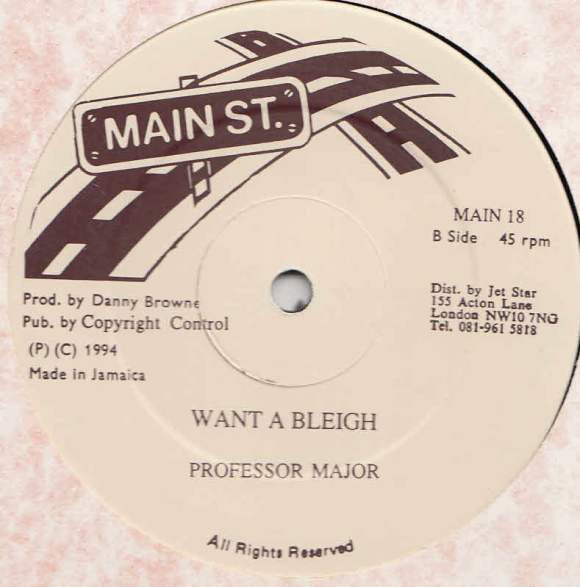 MAIN ST.
MAIN 18
B Side 45 rpm
Prod. by Danny Browne
Pub. by Copyright Control
(P) (C) 1994
Made in Jamaica
Dist. by Jet Star
155 Acton Lane
London NW10 7NG
Tel. 081-961 5818
WANT A BLEIGH
PROFESSOR MAJOR
All Rights Reserved